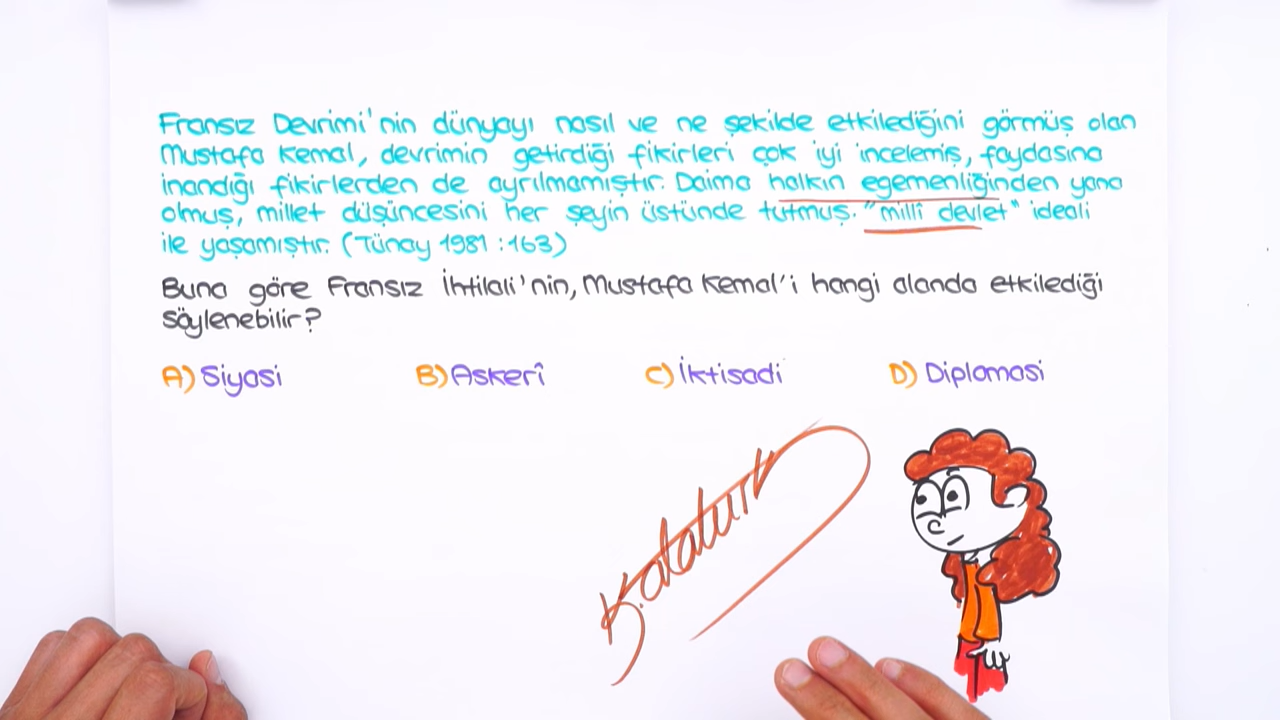 Fransız Devrimi'nin dünyayı nasıl ve ne şekilde etkilediğini görmüş olan
Mustafa Kemal, devrimin getirdiği fikirleri çok iyi incelemiş, faydasına
inandığı fikirlerden de ayrılmamıştır. Daima halkın egemenliğinden yana
olmuş, millet düşüncesini her şeyin üstünde tutmuş. "millî devlet" ideali
ile yaşamıştır. (Tünay 1981 : 163)
Buna göre Fransız İhtilali'nin, Mustafa Kemal'i hangi alanda etkilediği
söylenebilir?
A) Siyasi B) Askerî C) İktisadi D) Diplomasi
K.atatürk